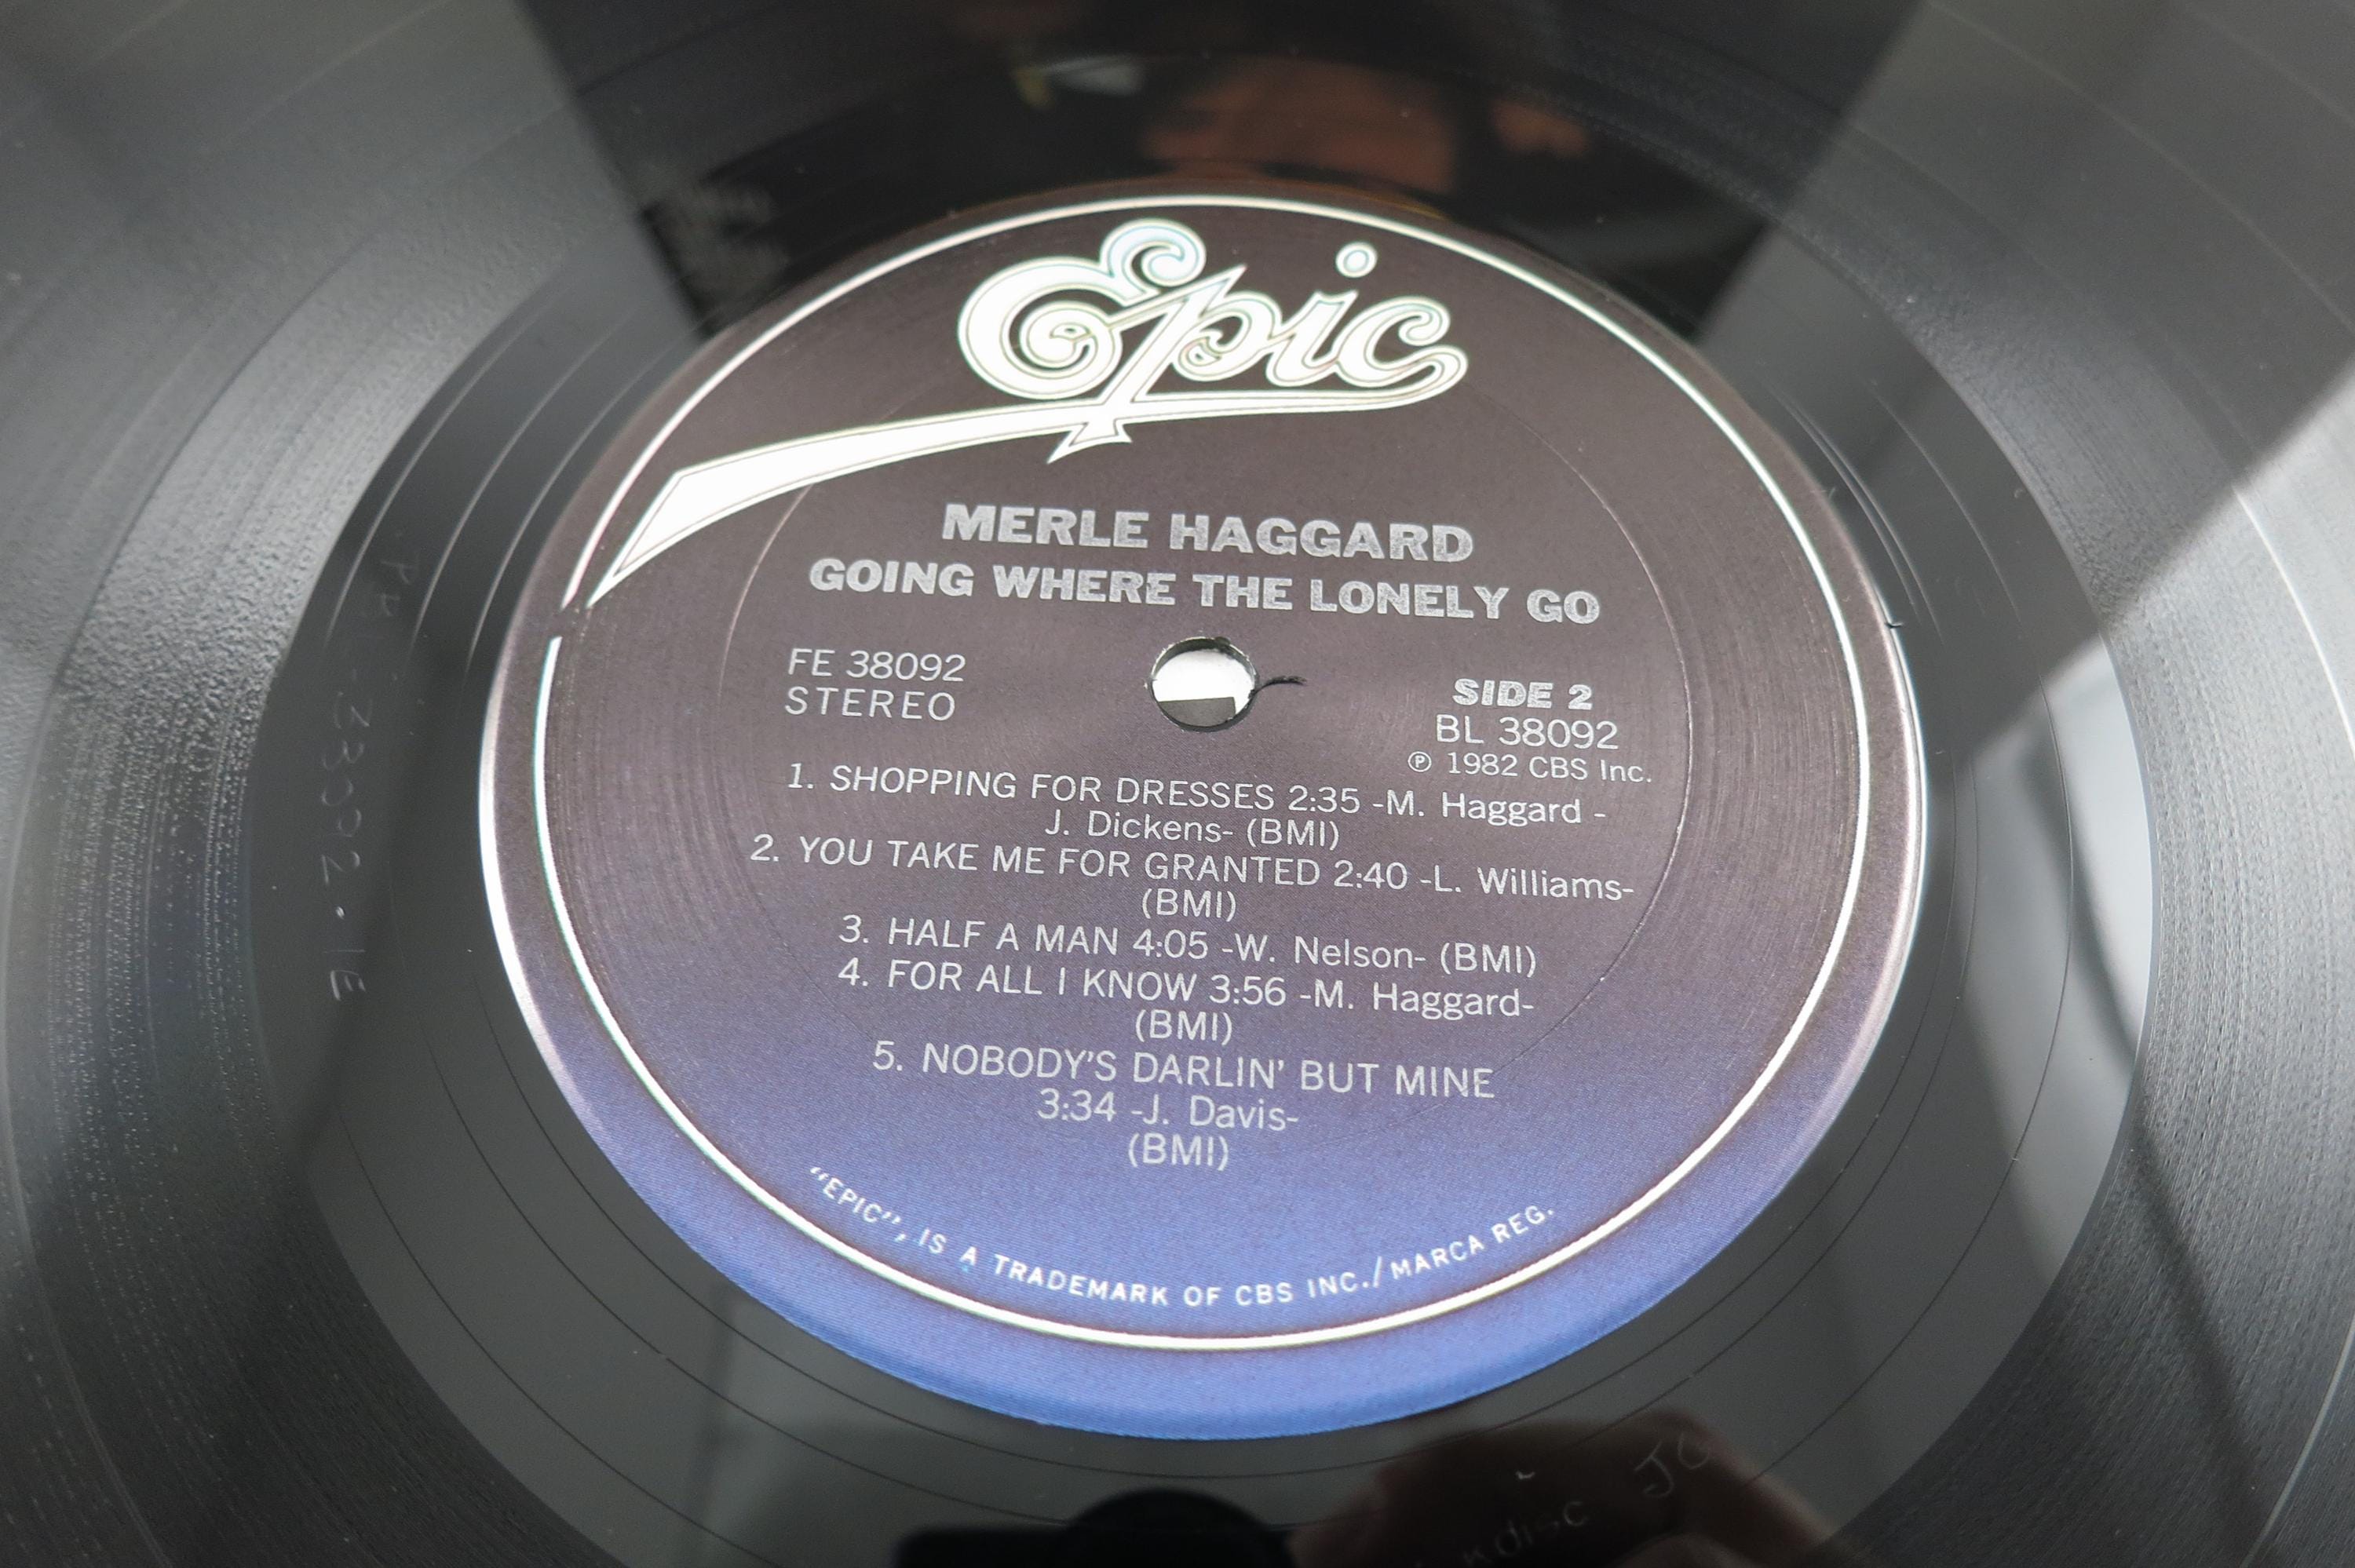 Epic
MERLE HAGGARD
GOING WHERE THE LONELY GO
FE 38092
STEREO
SIDE 2
BL 38092
Ⓟ 1982 CBS Inc.
1. SHOPPING FOR DRESSES 2:35 -M. Haggard -
J. Dickens- (BMI)
2. YOU TAKE ME FOR GRANTED 2:40 -L. Williams-
(BMI)
3. HALF A MAN 4:05 -W. Nelson- (BMI)
4. FOR ALL I KNOW 3:56 -M. Haggard-
(BMI)
5. NOBODY'S DARLIN' BUT MINE
3:34 -J. Davis-
(BMI)
"EPIC", IS A TRADEMARK OF CBS INC./MARCA REG.